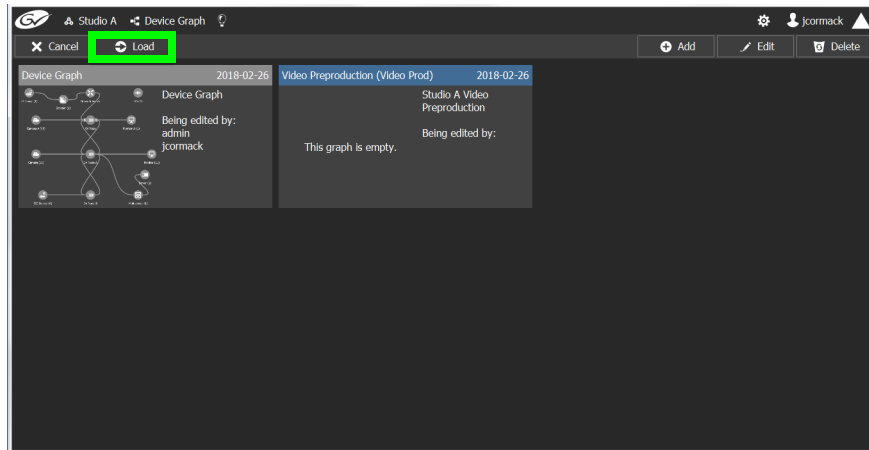 GV Studio A Device Graph jcormack
Cancel Load Add Edit Delete
Device Graph 2018-02-26
Device Graph
Being edited by:
admin
jcormack
Video Preproduction (Video Prod) 2018-02-26
Studio A Video
Preproduction
Being edited by:
This graph is empty.